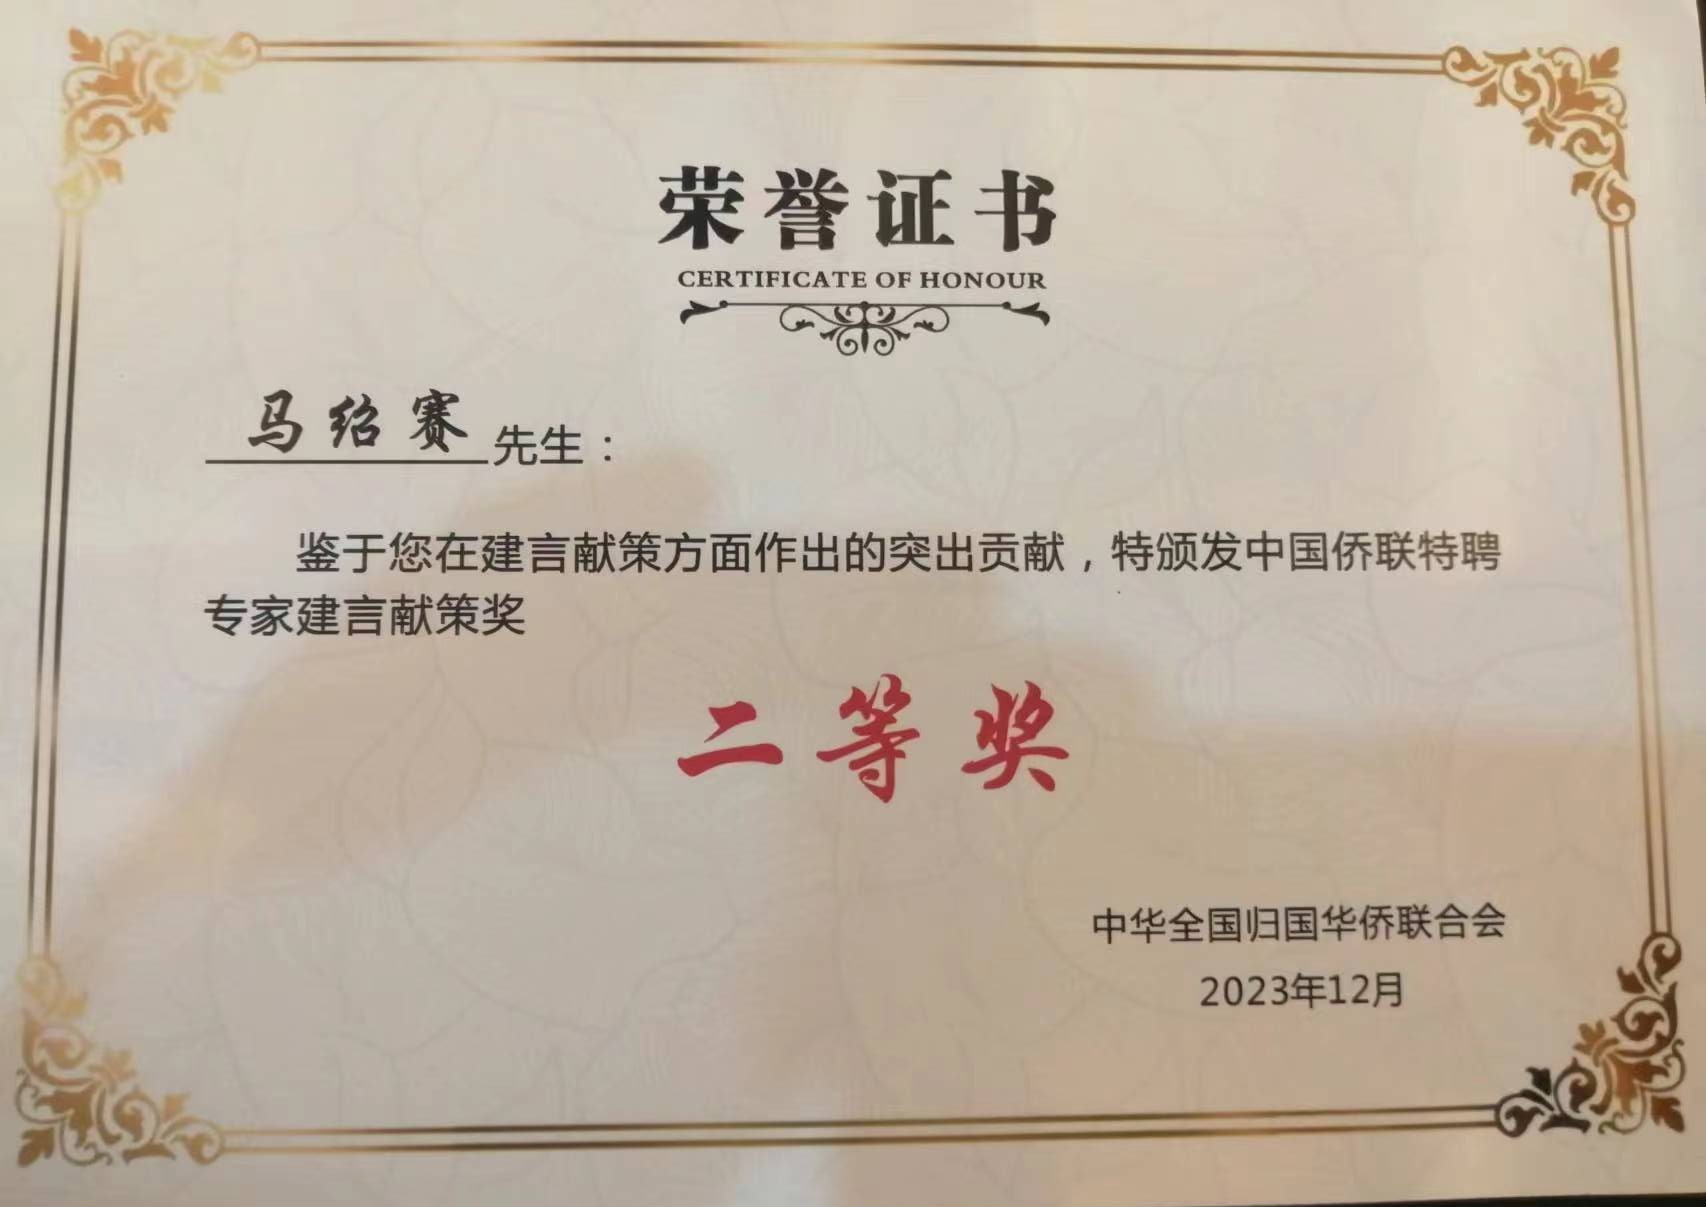 荣誉证书
CERTIFICATE OF HONOUR
马绍赛先生：
鉴于您在建言献策方面作出的突出贡献，特颁发中国侨联特聘
专家建言献策奖
二等奖
中华全国归国华侨联合会
2023年12月